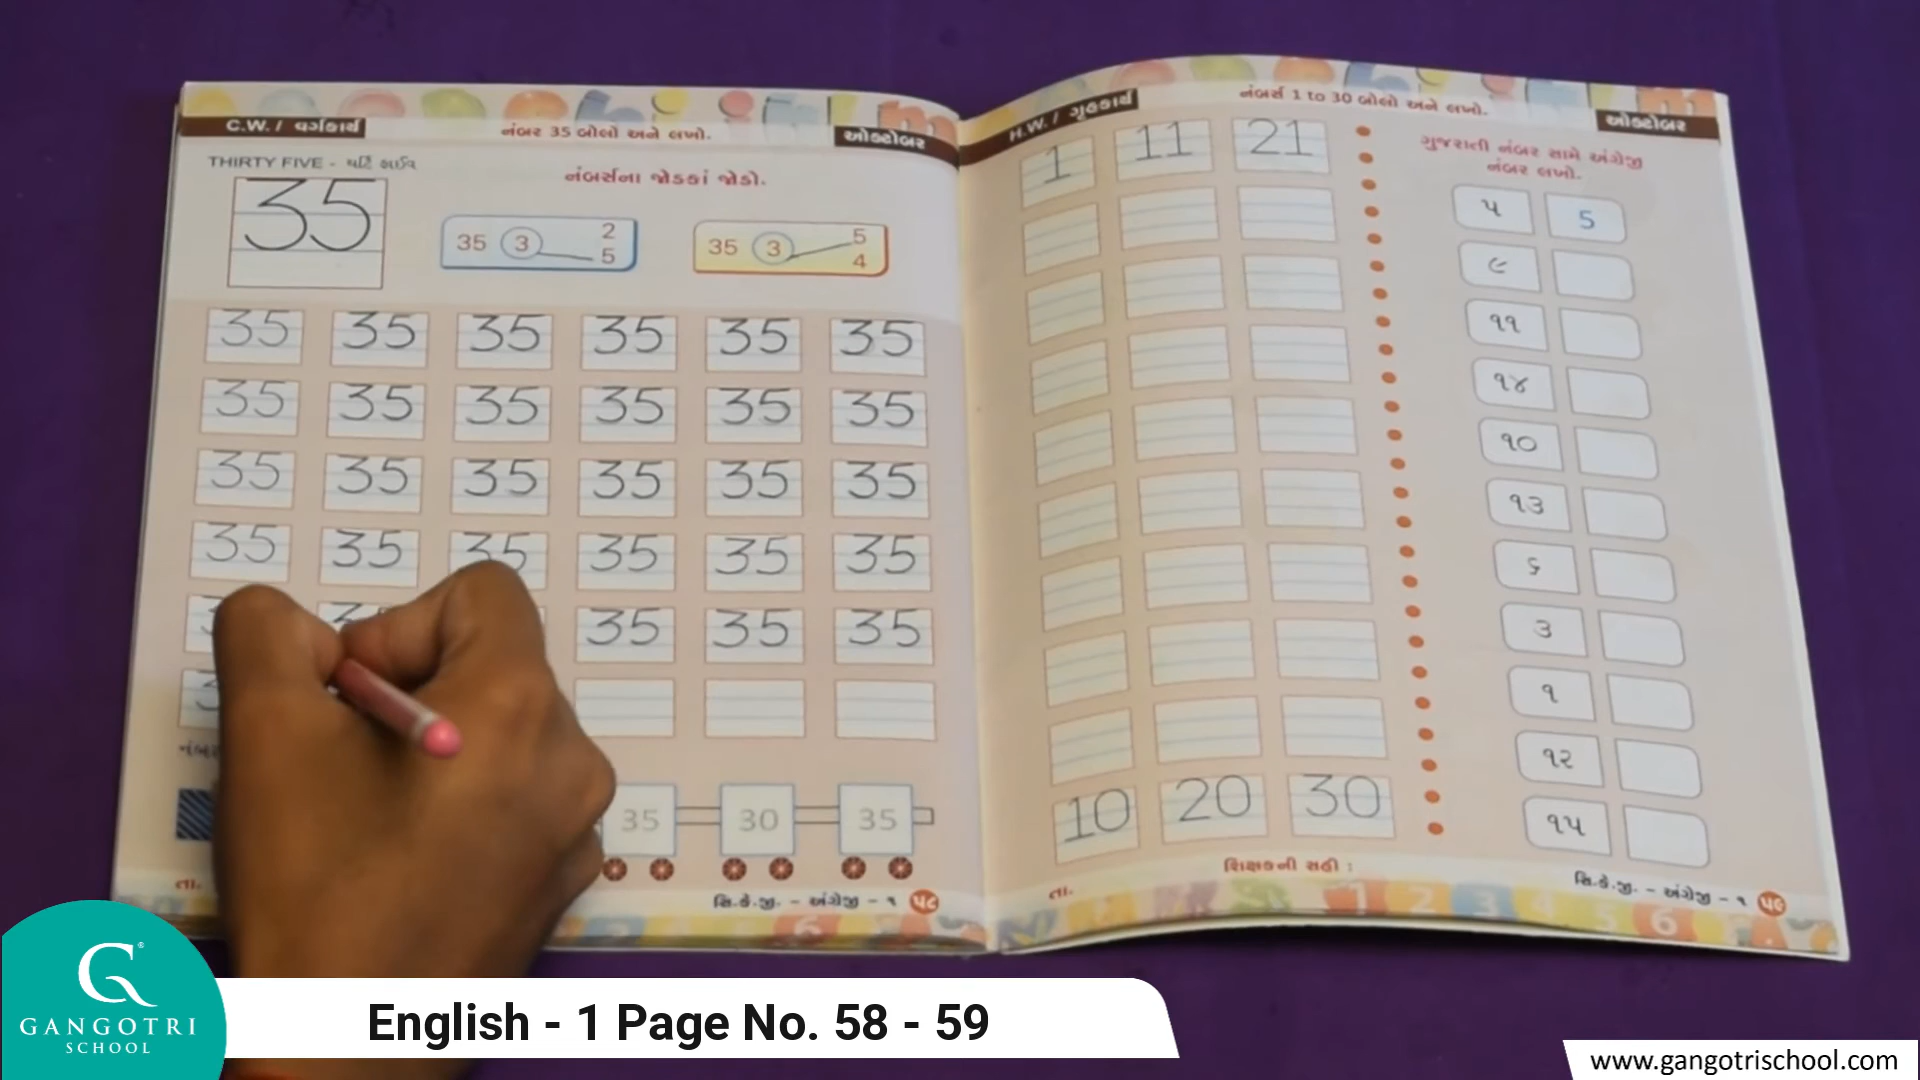 C.W. / વર્ગકાર્ય
નંબર 35 બોલો અને લખો.
ઓક્ટોબર
THIRTY FIVE - થર્ટિ ફાઈવ
35
નંબર્સના જોડકાં જોડો.
35 3 2 5
35 3 5 4
35 35 35 35 35 35
35 35 35 35 35 35
35 35 35 35 35 35
35 35 35 35 35 35
35 35 35
35 30 35
તા.
સિ.કે.જી. - અંગ્રેજી - ૧ ૫૮
H.W. / ગૃહકાર્ય
નંબર્સ 1 to 30 બોલો અને લખો.
ઓક્ટોબર
1 11 21
10 20 30
ગુજરાતી નંબર સામે અંગ્રેજી
નંબર લખો.
૫ 5
૯
૧૧
૧૪
૧૦
૧૩
૬
૩
૧
૧૨
૧૫
શિક્ષકની સહી :
તા.
સિ.કે.જી. - અંગ્રેજી - ૧ ૫૯
GANGOTRI
SCHOOL
English - 1 Page No. 58 - 59
www.gangotrischool.com